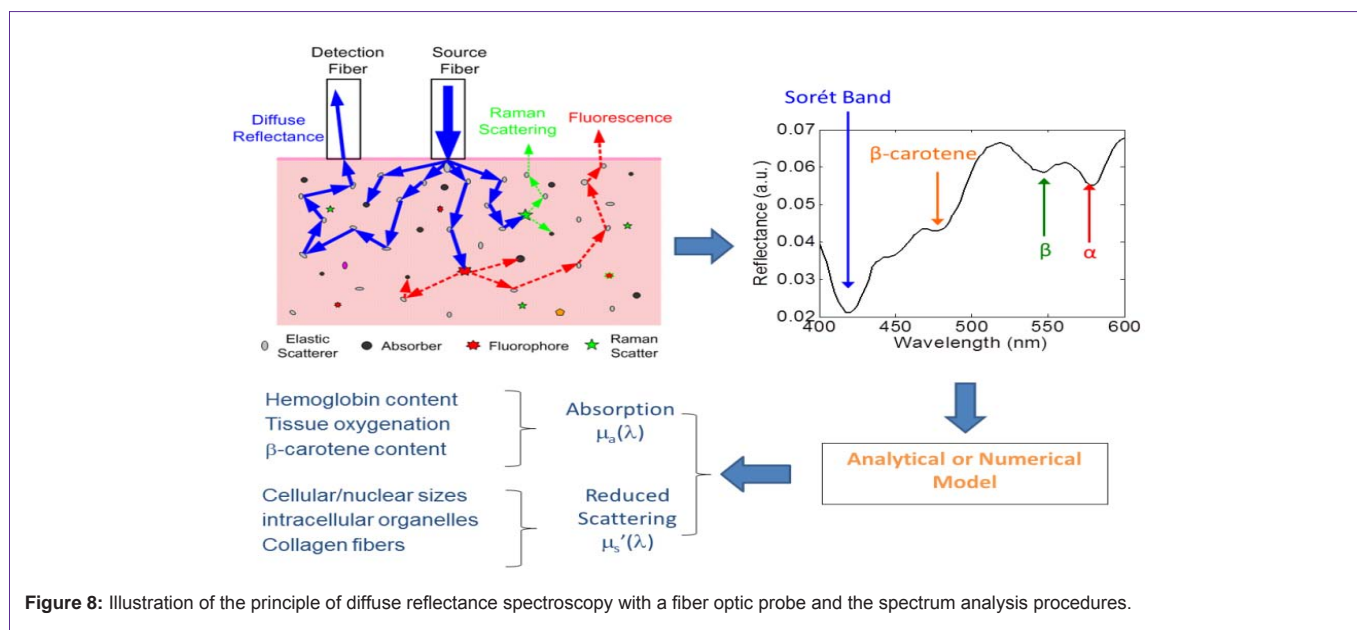 Detection
Fiber
Source
Fiber
Diffuse
Reflectance
Raman
Scattering
Fluorescence
Elastic
Scatterer
Absorber
Fluorophore
Raman
Scatter
Sorét Band
β-carotene
β
α
Reflectance (a.u.)
0.07
0.06
0.05
0.04
0.03
0.02
400
450
500
550
600
Wavelength (nm)
Analytical or Numerical
Model
Absorption
μa(λ)
Reduced
Scattering
μs'(λ)
Hemoglobin content
Tissue oxygenation
β-carotene content
Cellular/nuclear sizes
intracellular organelles
Collagen fibers
Figure 8: Illustration of the principle of diffuse reflectance spectroscopy with a fiber optic probe and the spectrum analysis procedures.